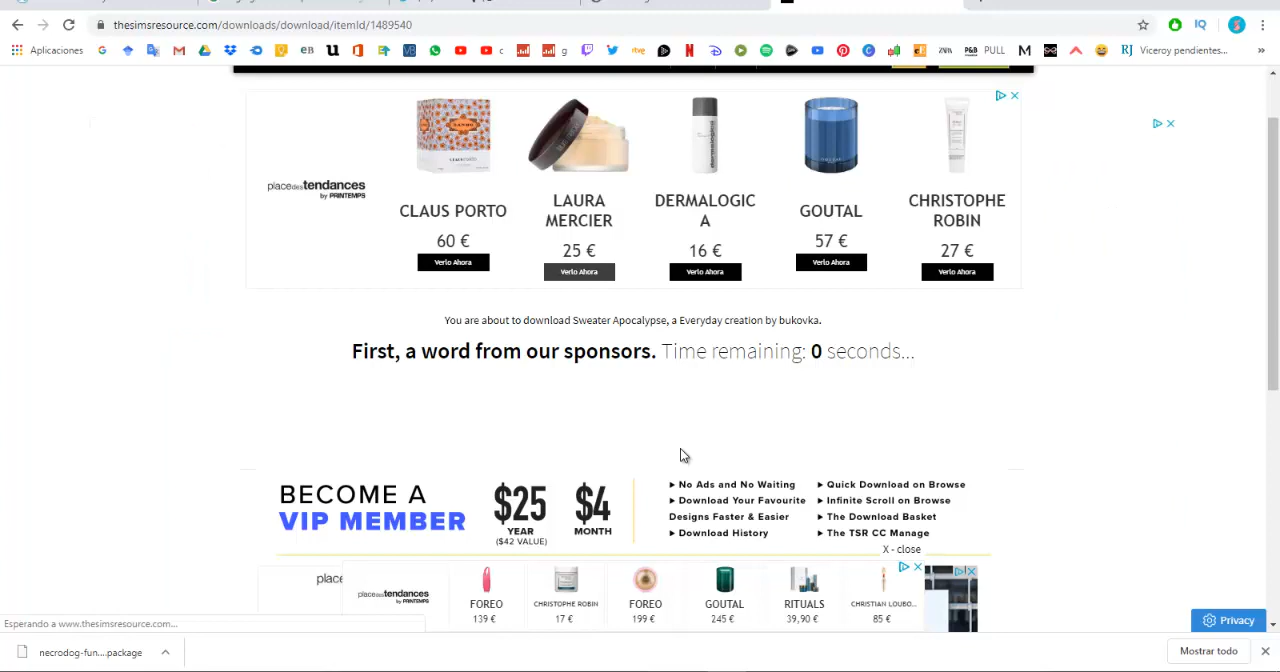 thesimsresource.com/downloads/download/itemId/1489540
Aplicaciones
PULL
Viceroy pendientes...
placedestendances
by PRINTEMPS
CLAUS PORTO
60 €
Verlo Ahora
LAURA
MERCIER
25 €
Verlo Ahora
DERMALOGIC
A
16 €
Verlo Ahora
GOUTAL
57 €
Verlo Ahora
CHRISTOPHE
ROBIN
27 €
Verlo Ahora
You are about to download Sweater Apocalypse, a Everyday creation by bukovka.
First, a word from our sponsors. Time remaining: 0 seconds...
BECOME A
VIP MEMBER
$25
YEAR
($42 VALUE)
$4
MONTH
No Ads and No Waiting
Download Your Favourite
Designs Faster & Easier
Download History
Quick Download on Browse
Infinite Scroll on Browse
The Download Basket
The TSR CC Manage
X - close
place
placedestendances
by PRINTEMPS
FOREO
139 €
CHRISTOPHE ROBIN
17 €
FOREO
199 €
GOUTAL
245 €
RITUALS
39,90 €
CHRISTIAN LOUBO...
85 €
Privacy
Esperando a www.thesimsresource.com...
necrodog-fun....package
Mostrar todo